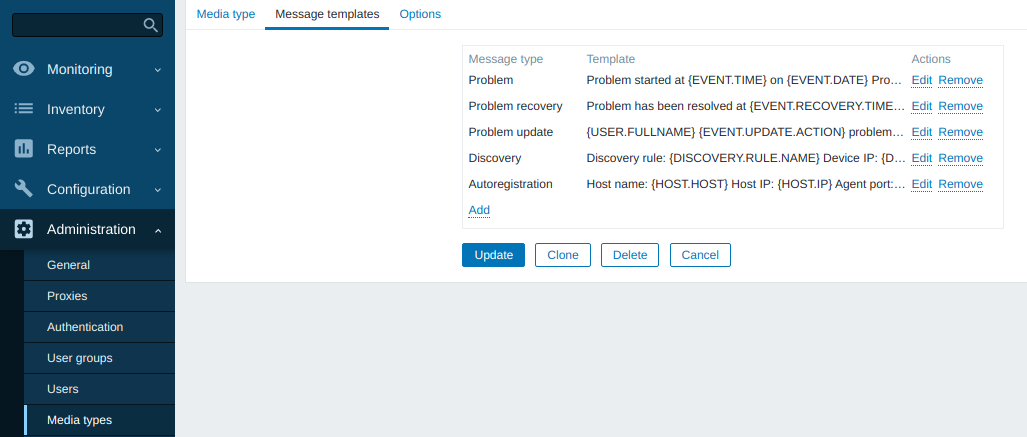 Media type Message templates Options
Monitoring
Inventory
Reports
Configuration
Administration
General
Proxies
Authentication
User groups
Users
Media types
Message type Template Actions
Problem Problem started at {EVENT.TIME} on {EVENT.DATE} Pro... Edit Remove
Problem recovery Problem has been resolved at {EVENT.RECOVERY.TIME... Edit Remove
Problem update {USER.FULLNAME} {EVENT.UPDATE.ACTION} problem... Edit Remove
Discovery Discovery rule: {DISCOVERY.RULE.NAME} Device IP: {D... Edit Remove
Autoregistration Host name: {HOST.HOST} Host IP: {HOST.IP} Agent port:... Edit Remove
Add
Update Clone Delete Cancel